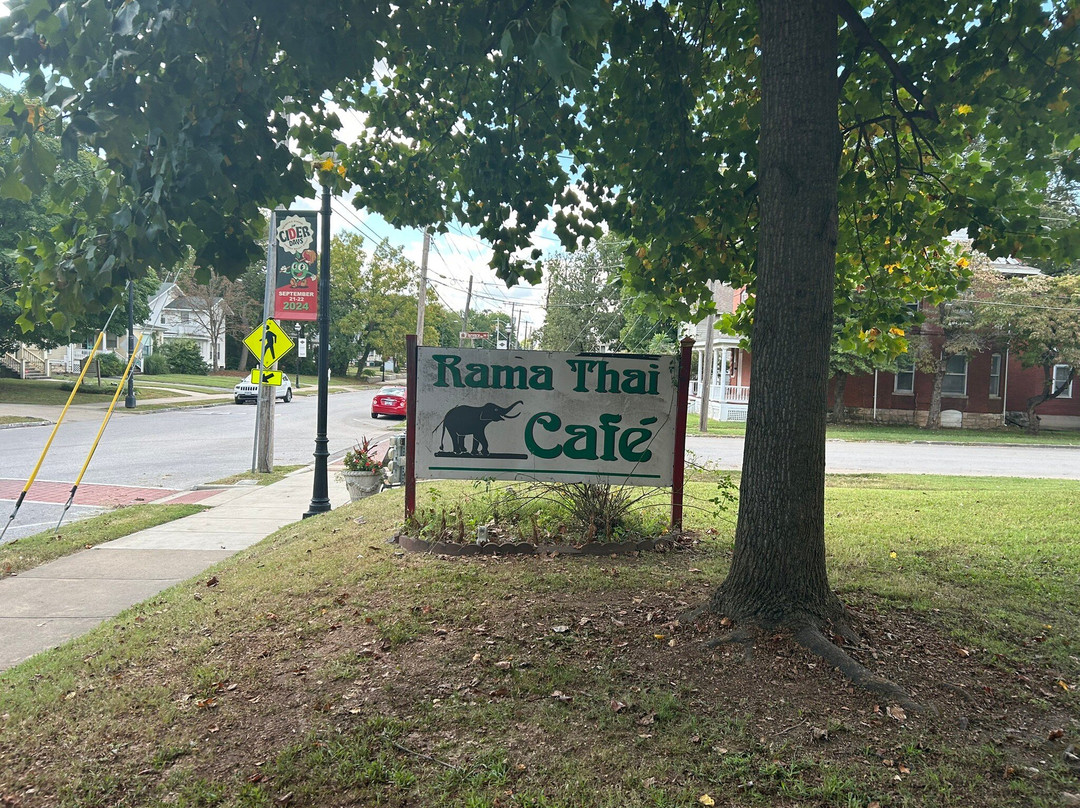 CIDER
DAYS
SEPTEMBER
21-22
2024
Rama Thai
Café